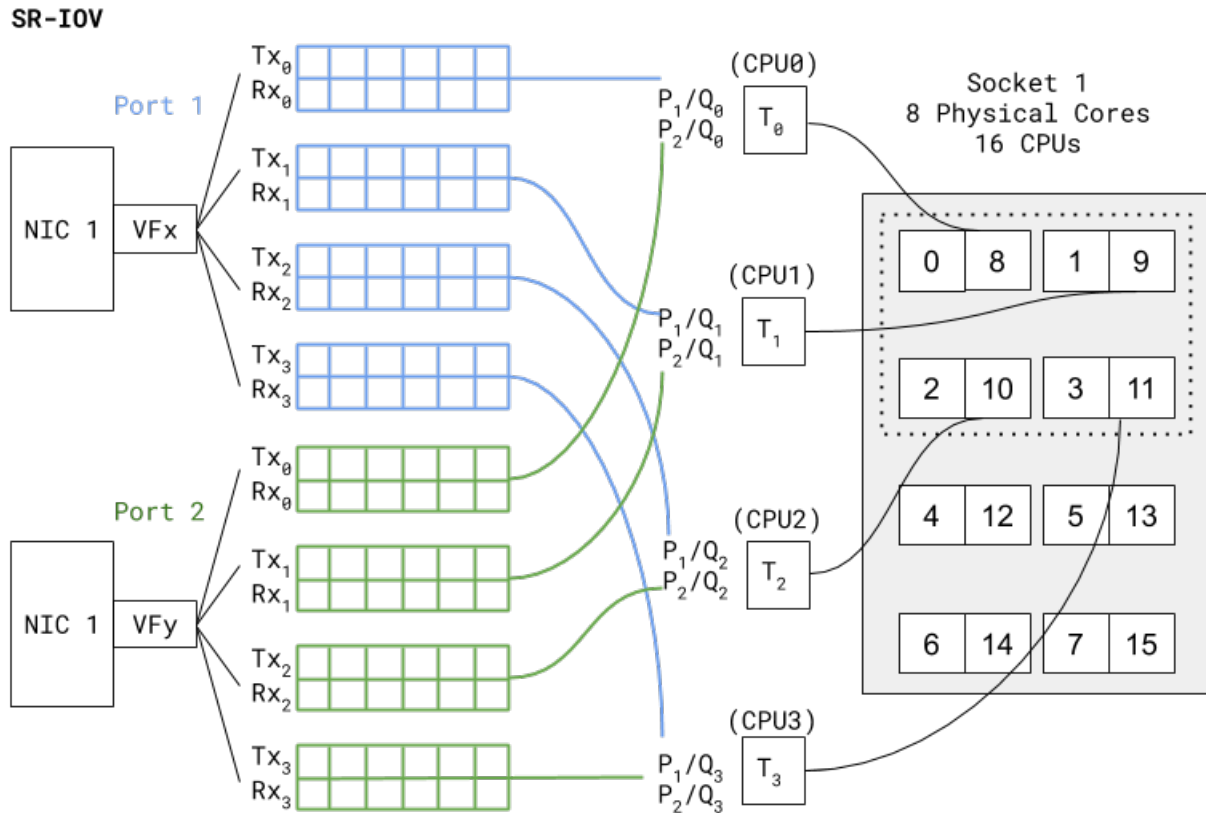 SR-IOV
Port 1
NIC 1
VFx
Tx₀
Rx₀
Tx₁
Rx₁
Tx₂
Rx₂
Tx₃
Rx₃
Port 2
NIC 1
VFy
Tx₀
Rx₀
Tx₁
Rx₁
Tx₂
Rx₂
Tx₃
Rx₃
(CPU0)
P₁/Q₀
P₂/Q₀
T₀
(CPU1)
P₁/Q₁
P₂/Q₁
T₁
(CPU2)
P₁/Q₂
P₂/Q₂
T₂
(CPU3)
P₁/Q₃
P₂/Q₃
T₃
Socket 1
8 Physical Cores
16 CPUs
0 8 1 9
2 10 3 11
4 12 5 13
6 14 7 15